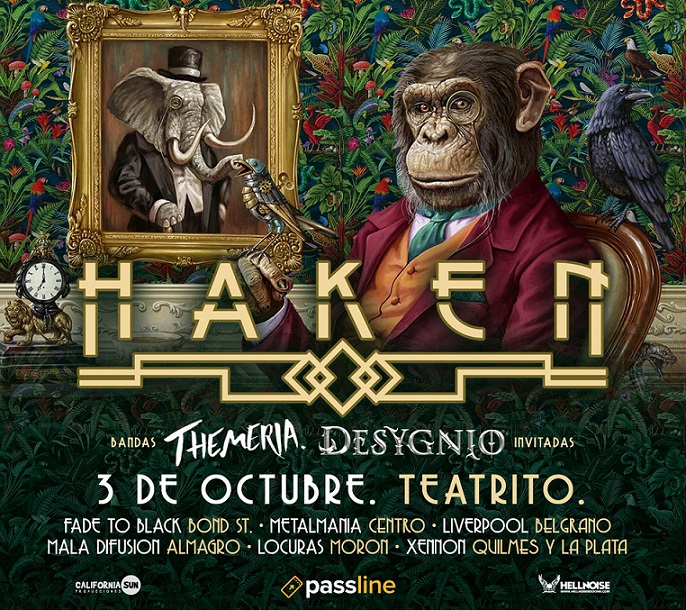 HAKEN
BANDAS THEMERIA. DESYGNIO INVITADAS
3 DE OCTUBRE. TEATRITO.
FADE TO BLACK BOND ST. • METALMANIA CENTRO • LIVERPOOL BELGRANO
MALA DIFUSION ALMAGRO • LOCURAS MORON • XENNON QUILMES Y LA PLATA
CALIFORNIA SUN PRODUCCIONES passline HELLNOISE